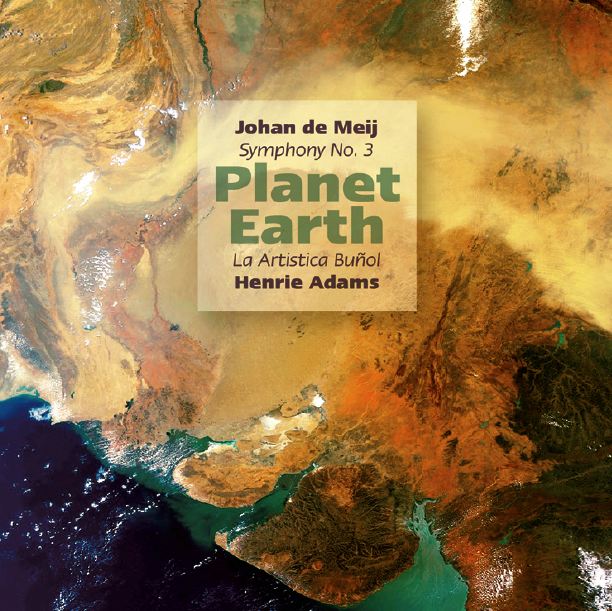 Johan de Meij
Symphony No. 3
Planet
Earth
La Artistica Buñol
Henrie Adams